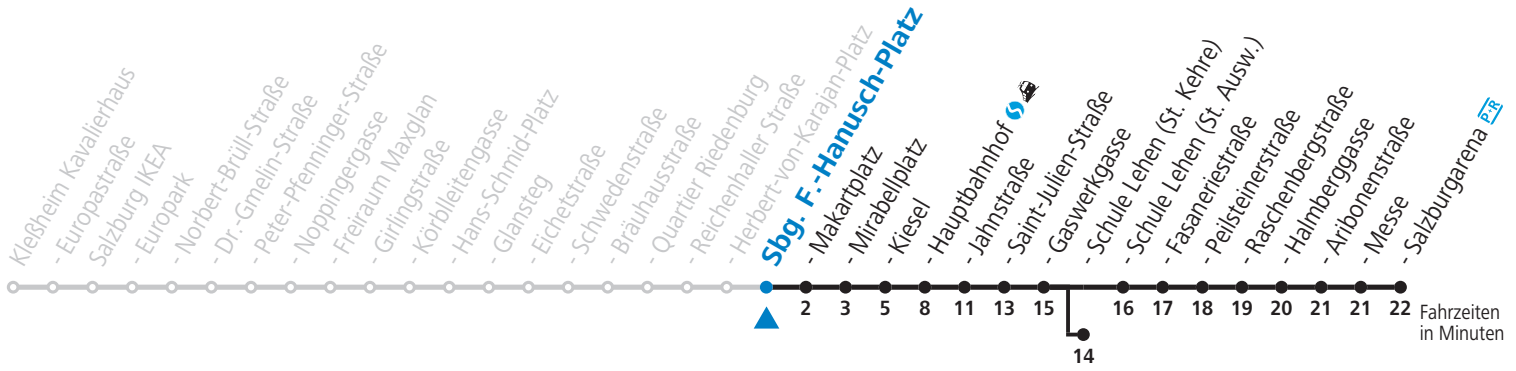 Kleßheim Kavalierhaus
- Europastraße
Salzburg IKEA
- Europark
- Norbert-Brüll-Straße
- Dr.-Gmelin-Straße
- Peter-Pfenninger-Straße
- Noppingergasse
- Freiraum Maxglan
- Girlingstraße
- Körblleitengasse
- Hans-Schmid-Platz
- Glansteg
- Eichetstraße
- Schwedenstraße
- Bräuhausstraße
- Quartier Riedenburg
- Reichenhaller Straße
- Herbert-von-Karajan-Platz
Sbg. F.-Hanusch-Platz
- Makartplatz
- Mirabellplatz
- Kiesel
- Hauptbahnhof
- Jahnstraße
- Saint-Julien-Straße
- Gaswerkgasse
- Schule Lehen (St. Kehre)
- Schule Lehen (St. Ausw.)
- Fasaneriestraße
- Peilsteinerstraße
- Raschenbergstraße
- Halmberggasse
- Aribonenstraße
- Messe
- Salzburgarena P+R
2 3 5 8 11 13 15 16 17 18 19 20 21 21 22 Fahrzeiten
in Minuten
14